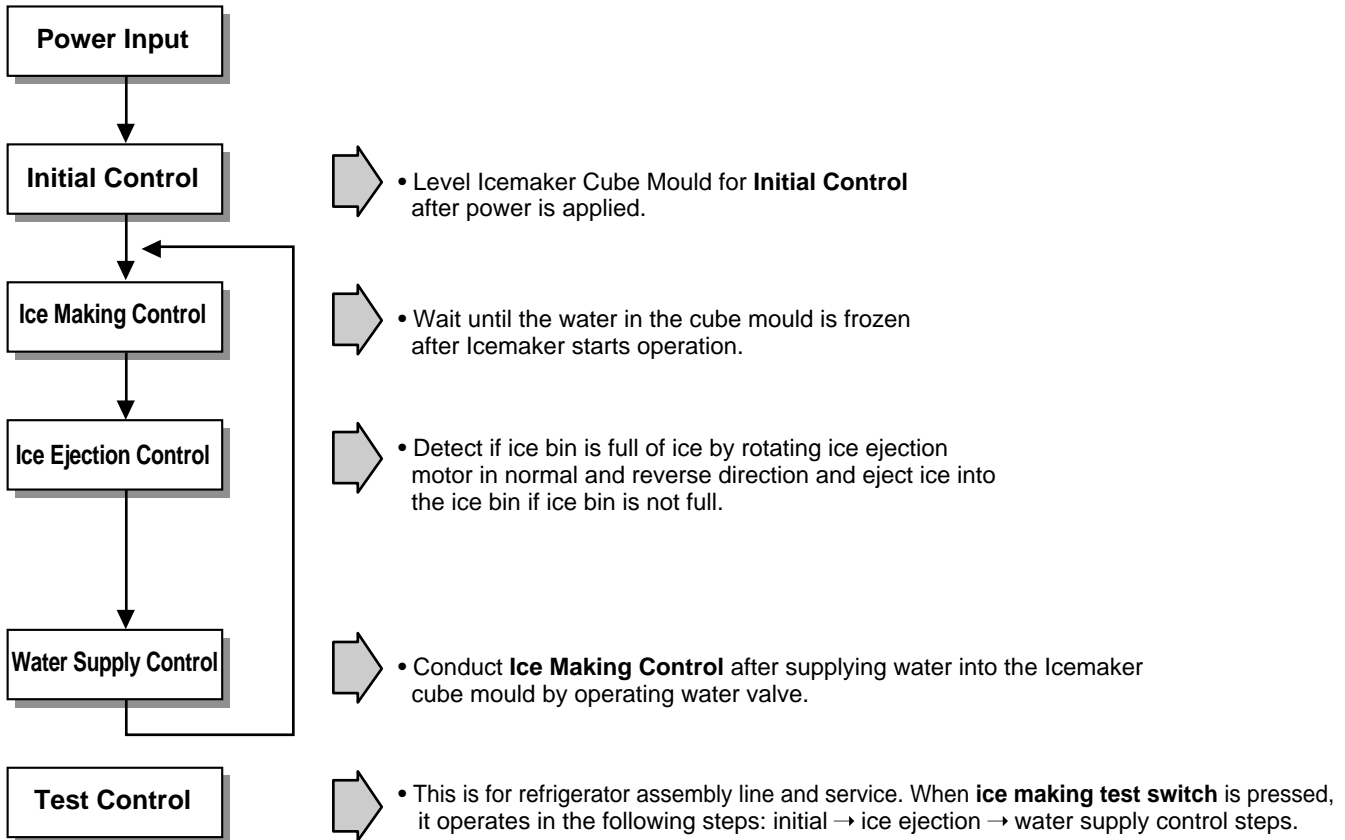 Power Input
Initial Control
• Level Icemaker Cube Mould for Initial Control
after power is applied.
Ice Making Control
• Wait until the water in the cube mould is frozen
after Icemaker starts operation.
Ice Ejection Control
• Detect if ice bin is full of ice by rotating ice ejection
motor in normal and reverse direction and eject ice into
the ice bin if ice bin is not full.
Water Supply Control
• Conduct Ice Making Control after supplying water into the Icemaker
cube mould by operating water valve.
Test Control
• This is for refrigerator assembly line and service. When ice making test switch is pressed,
it operates in the following steps: initial → ice ejection → water supply control steps.